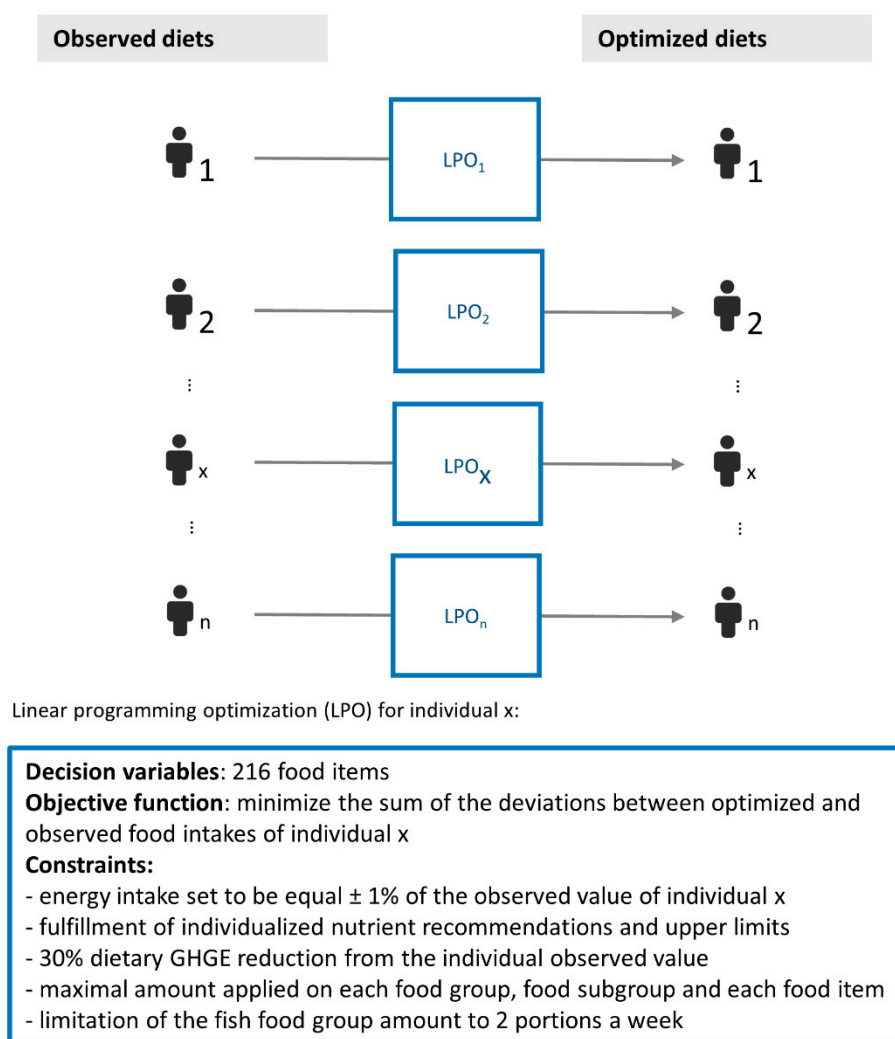 Observed diets Optimized diets
1 LPO1 1
2 LPO2 2
... ...
x LPOX x
... ...
n LPOn n
Linear programming optimization (LPO) for individual x:
Decision variables: 216 food items
Objective function: minimize the sum of the deviations between optimized and
observed food intakes of individual x
Constraints:
- energy intake set to be equal ± 1% of the observed value of individual x
- fulfillment of individualized nutrient recommendations and upper limits
- 30% dietary GHGE reduction from the individual observed value
- maximal amount applied on each food group, food subgroup and each food item
- limitation of the fish food group amount to 2 portions a week